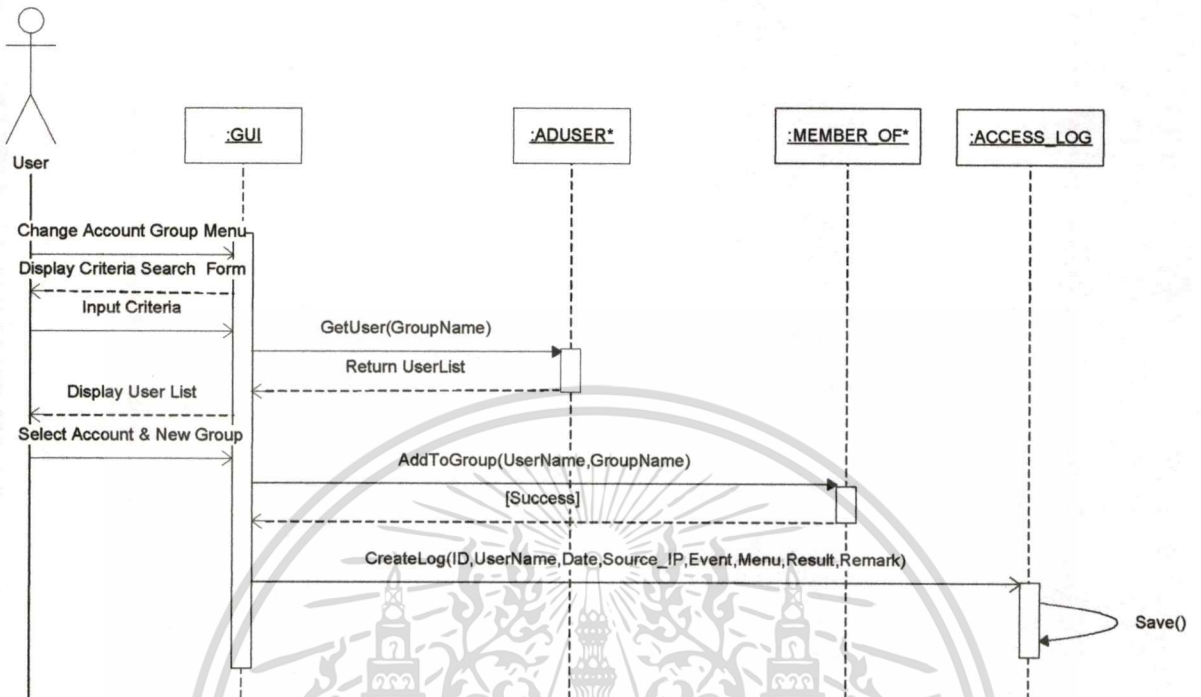 :GUI
:ADUSER*
:MEMBER_OF*
:ACCESS_LOG
User
Change Account Group Menu
Display Criteria Search Form
Input Criteria
GetUser(GroupName)
Return UserList
Display User List
Select Account & New Group
AddToGroup(UserName,GroupName)
[Success]
CreateLog(ID,UserName,Date,Source_IP,Event,Menu,Result,Remark)
Save()